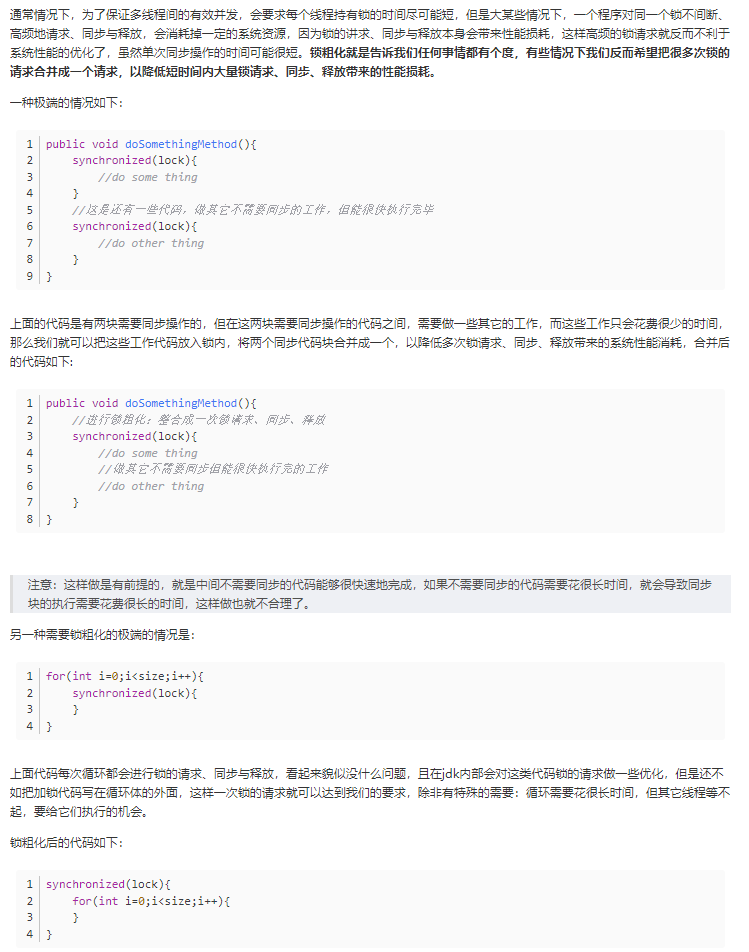 通常情况下，为了保证多线程间的有效并发，会要求每个线程持有锁的时间尽可能短，但是大某些情况下，一个程序对同一个锁不间断、
高频地请求、同步与释放，会消耗掉一定的系统资源，因为锁的讲求、同步与释放本身会带来性能损耗，这样高频的锁请求就反而不利于
系统性能的优化了，虽然单次同步操作的时间可能很短。锁粗化就是告诉我们任何事情都有个度，有些情况下我们反而希望把很多次锁的
请求合并成一个请求，以降低短时间内大量锁请求、同步、释放带来的性能损耗。
一种极端的情况如下：
1 public void doSomethingMethod(){
2     synchronized(lock){
3         //do some thing
4     }
5     //这是还有一些代码，做其它不需要同步的工作，但能很快执行完毕
6     synchronized(lock){
7         //do other thing
8     }
9 }
上面的代码是有两块需要同步操作的，但在这两块需要同步操作的代码之间，需要做一些其它的工作，而这些工作只会花费很少的时间，
那么我们就可以把这些工作代码放入锁内，将两个同步代码块合并成一个，以降低多次锁请求、同步、释放带来的系统性能消耗，合并后
的代码如下:
1 public void doSomethingMethod(){
2     //进行锁粗化：整合成一次锁请求、同步、释放
3     synchronized(lock){
4         //do some thing
5         //做其它不需要同步但能很快执行完的工作
6         //do other thing
7     }
8 }
注意：这样做是有前提的，就是中间不需要同步的代码能够很快速地完成，如果不需要同步的代码需要花很长时间，就会导致同步
块的执行需要花费很长的时间，这样做也就不合理了。
另一种需要锁粗化的极端的情况是：
1 for(int i=0;i<size;i++){
2     synchronized(lock){
3     }
4 }
上面代码每次循环都会进行锁的请求、同步与释放，看起来貌似没什么问题，且在jdk内部会对这类代码锁的请求做一些优化，但是还不
如把加锁代码写在循环体的外面，这样一次锁的请求就可以达到我们的要求，除非有特殊的需要：循环需要花很长时间，但其它线程等不
起，要给它们执行的机会。
锁粗化后的代码如下：
1 synchronized(lock){
2     for(int i=0;i<size;i++){
3     }
4 }